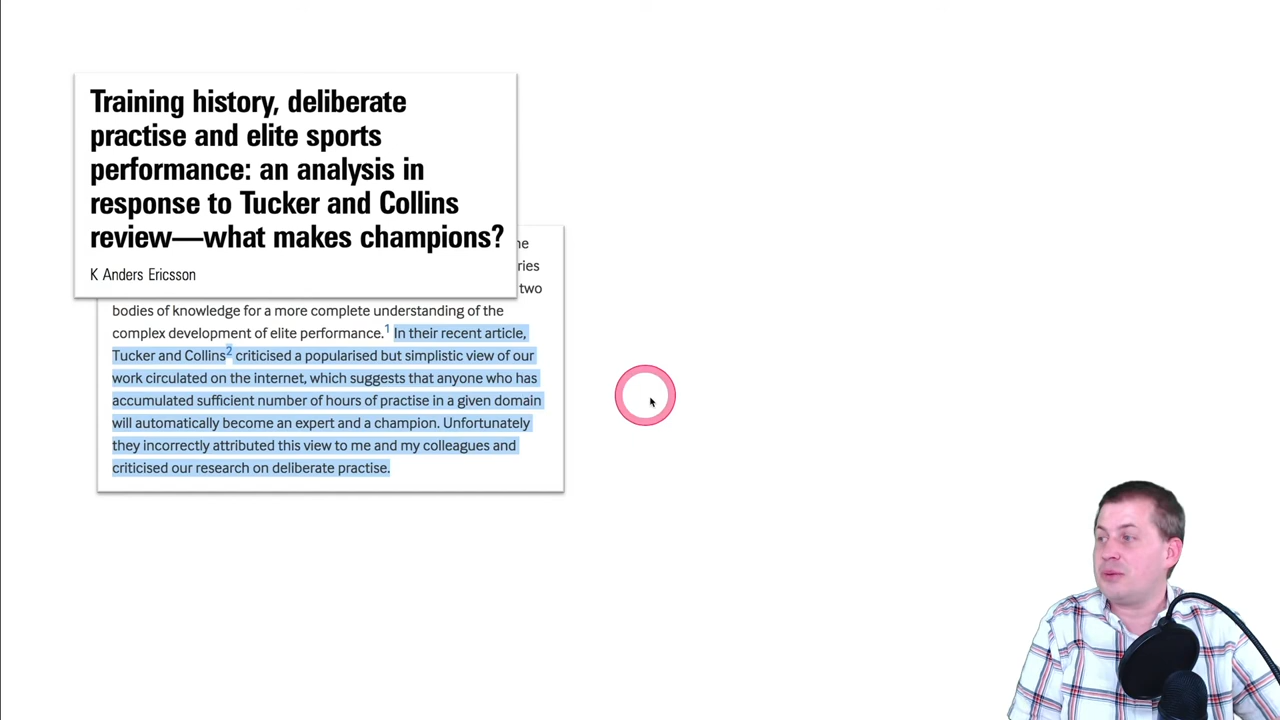 Training history, deliberate
practise and elite sports
performance: an analysis in
response to Tucker and Collins
review—what makes champions?
K Anders Ericsson
two
bodies of knowledge for a more complete understanding of the
complex development of elite performance.1 In their recent article,
Tucker and Collins2 criticised a popularised but simplistic view of our
work circulated on the internet, which suggests that anyone who has
accumulated sufficient number of hours of practise in a given domain
will automatically become an expert and a champion. Unfortunately
they incorrectly attributed this view to me and my colleagues and
criticised our research on deliberate practise.